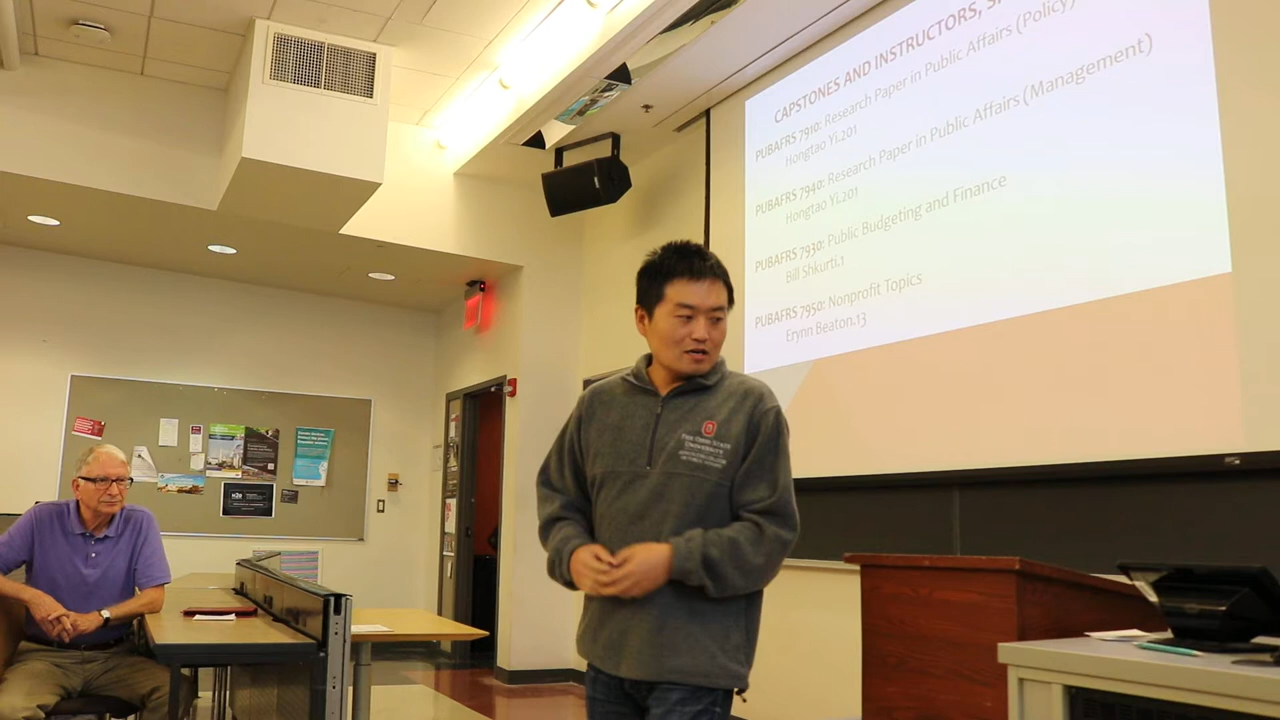 CAPSTONES AND INSTRUCTORS,
PUBAFRS 7910: Research Paper in Public Affairs (Policy)
Hongtao Yi.201
PUBAFRS 7940: Research Paper in Public Affairs (Management)
Hongtao Yi.201
PUBAFRS 7930: Public Budgeting and Finance
Bill Shkurti.1
PUBAFRS 7950: Nonprofit Topics
Erynn Beaton.13
THE OHIO STATE
UNIVERSITY